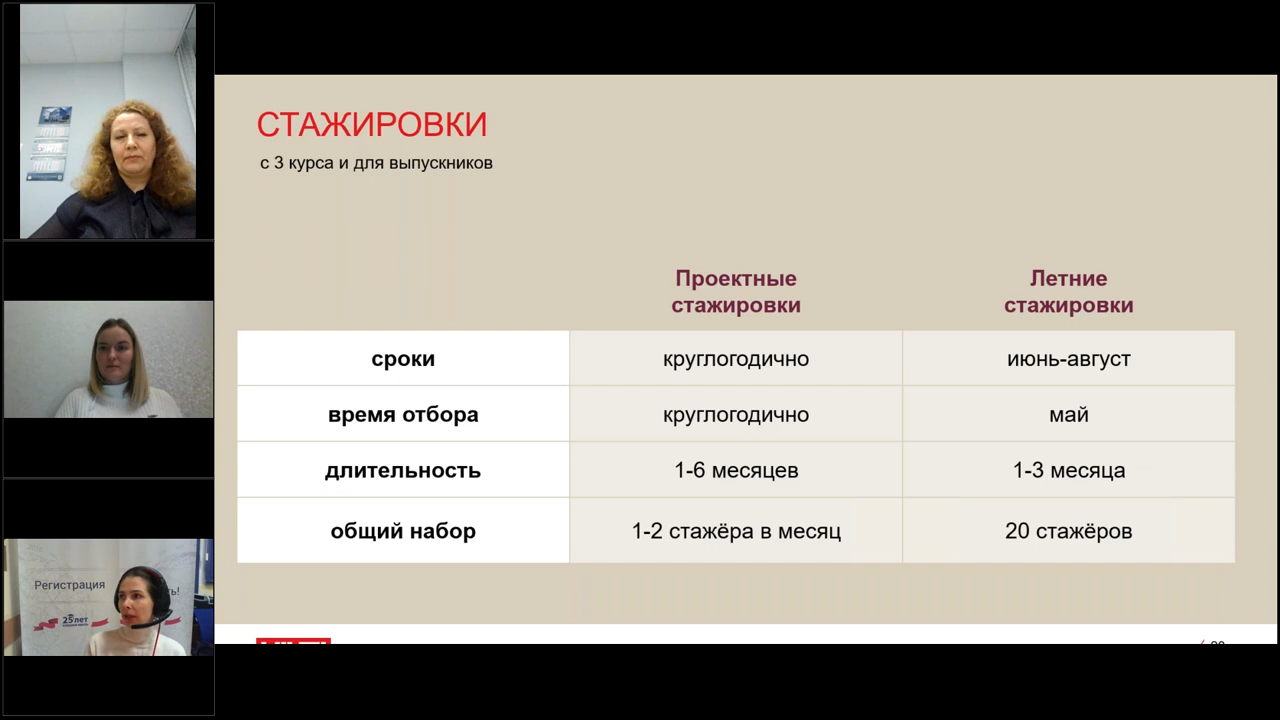 СТАЖИРОВКИ
с 3 курса и для выпускников
Проектные
стажировки
Летние
стажировки
сроки
круглогодично
июнь-август
время отбора
круглогодично
май
длительность
1-6 месяцев
1-3 месяца
общий набор
1-2 стажёра в месяц
20 стажёров
Регистрация
25 лет